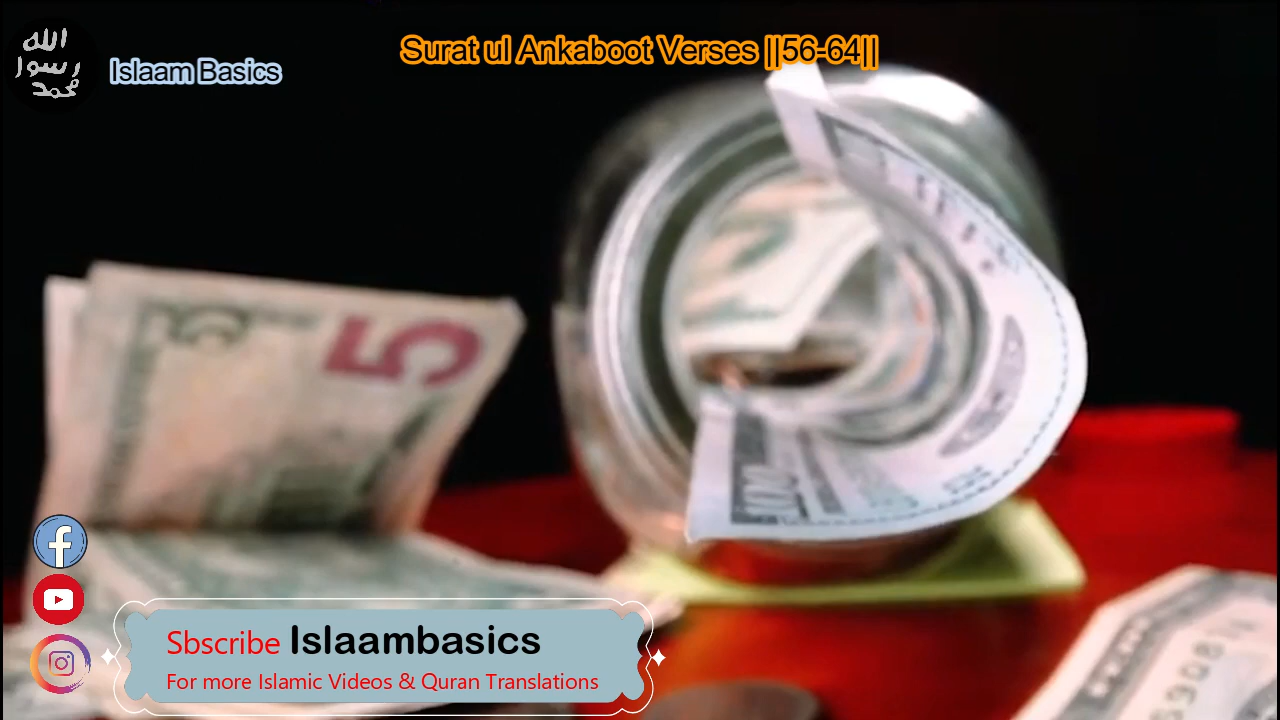 الله
رسول
محمد
Islaam Basics
Surat ul Ankaboot Verses ||56-64||
5
5
100
Sbscribe Islaambasics
For more Islamic Videos & Quran Translations